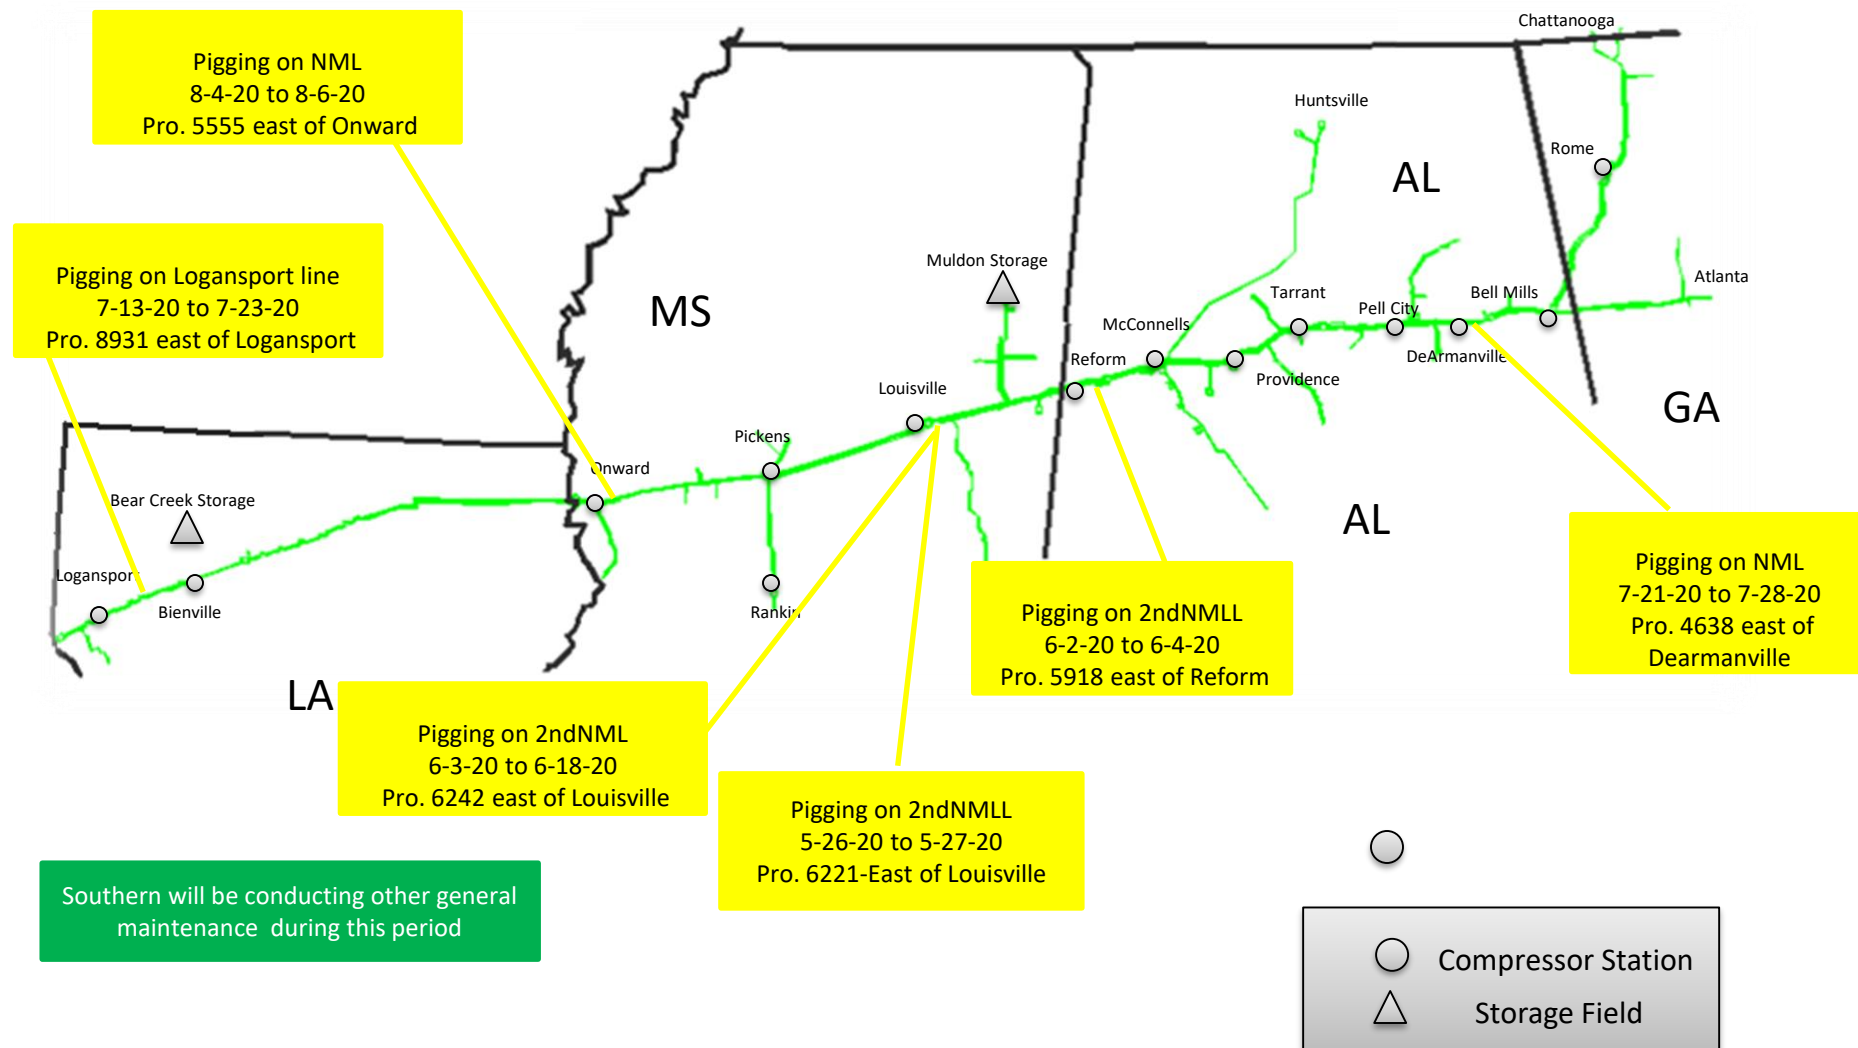 Chattanooga
Pigging on NML
8-4-20 to 8-6-20
Pro. 5555 east of Onward
Huntsville
Rome
AL
Pigging on Logansport line
7-13-20 to 7-23-20
Pro. 8931 east of Logansport
Muldon Storage
MS
Atlanta
Tarrant
Bell Mills
Pell City
McConnells
Reform
DeArmanville
Providence
Louisville
GA
Pickens
Onward
Bear Creek Storage
AL
Logansport
Bienville
Rankin
Pigging on 2ndNMLL
6-2-20 to 6-4-20
Pro. 5918 east of Reform
Pigging on NML
7-21-20 to 7-28-20
Pro. 4638 east of
Dearmanville
LA
Pigging on 2ndNML
6-3-20 to 6-18-20
Pro. 6242 east of Louisville
Pigging on 2ndNMLL
5-26-20 to 5-27-20
Pro. 6221-East of Louisville
Southern will be conducting other general
maintenance  during this period
Compressor Station
Storage Field